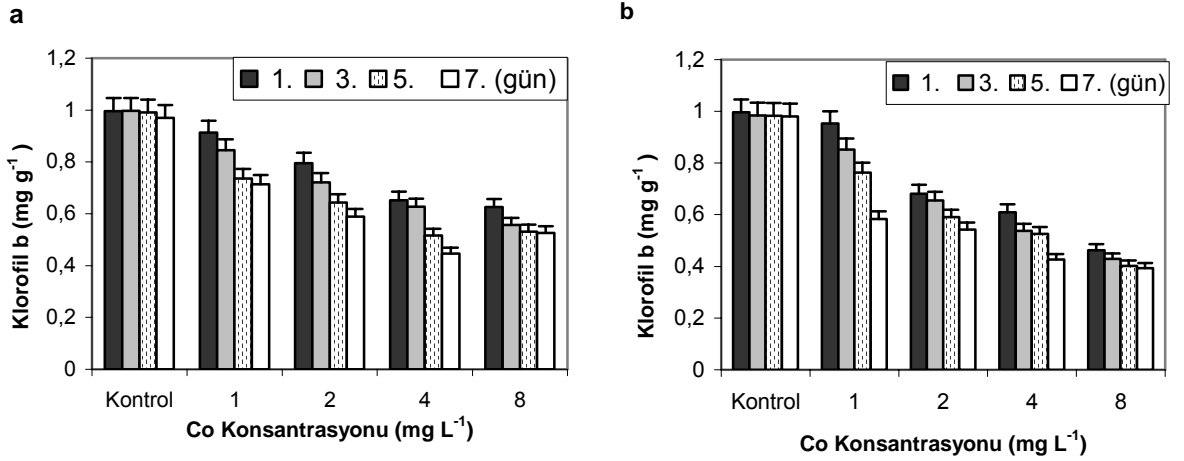 a
1,2
1
0,8
0,6
0,4
0,2
0
Klorofil b (mg g⁻¹)
1. 3. 5. 7. (gün)
Kontrol 1 2 4 8
Co Konsantrasyonu (mg L⁻¹)
b
1,2
1
0,8
0,6
0,4
0,2
0
Klorofil b (mg g⁻¹)
1. 3. 5. 7. (gün)
Kontrol 1 2 4 8
Co Konsantrasyonu (mg L⁻¹)